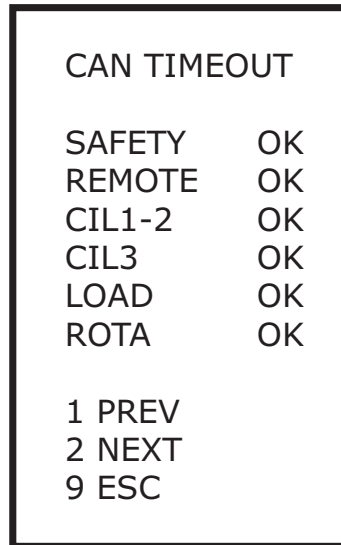 CAN TIMEOUT
SAFETY OK
REMOTE OK
CIL1-2 OK
CIL3 OK
LOAD OK
ROTA OK
1 PREV
2 NEXT
9 ESC